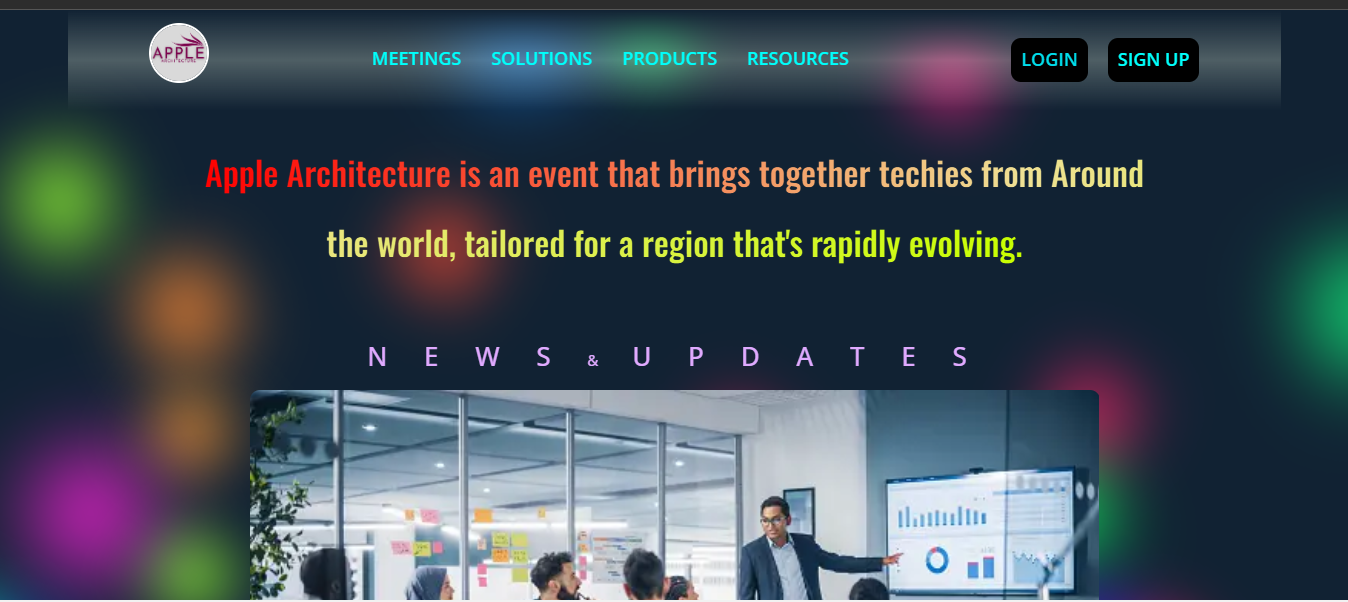 APPLE
ARCHITECTURE
MEETINGS SOLUTIONS PRODUCTS RESOURCES LOGIN SIGN UP
Apple Architecture is an event that brings together techies from Around
the world, tailored for a region that's rapidly evolving.
N E W S & U P D A T E S